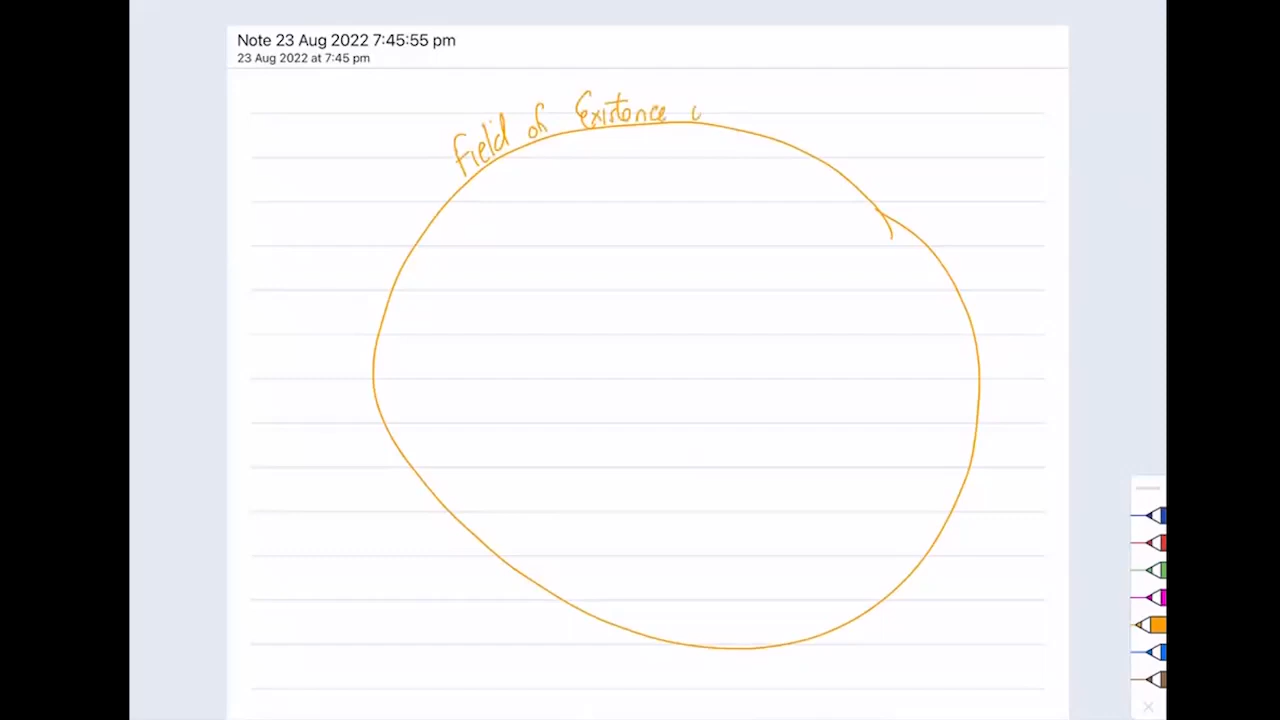 Note 23 Aug 2022 7:45:55 pm
23 Aug 2022 at 7:45 pm
Field of Existence